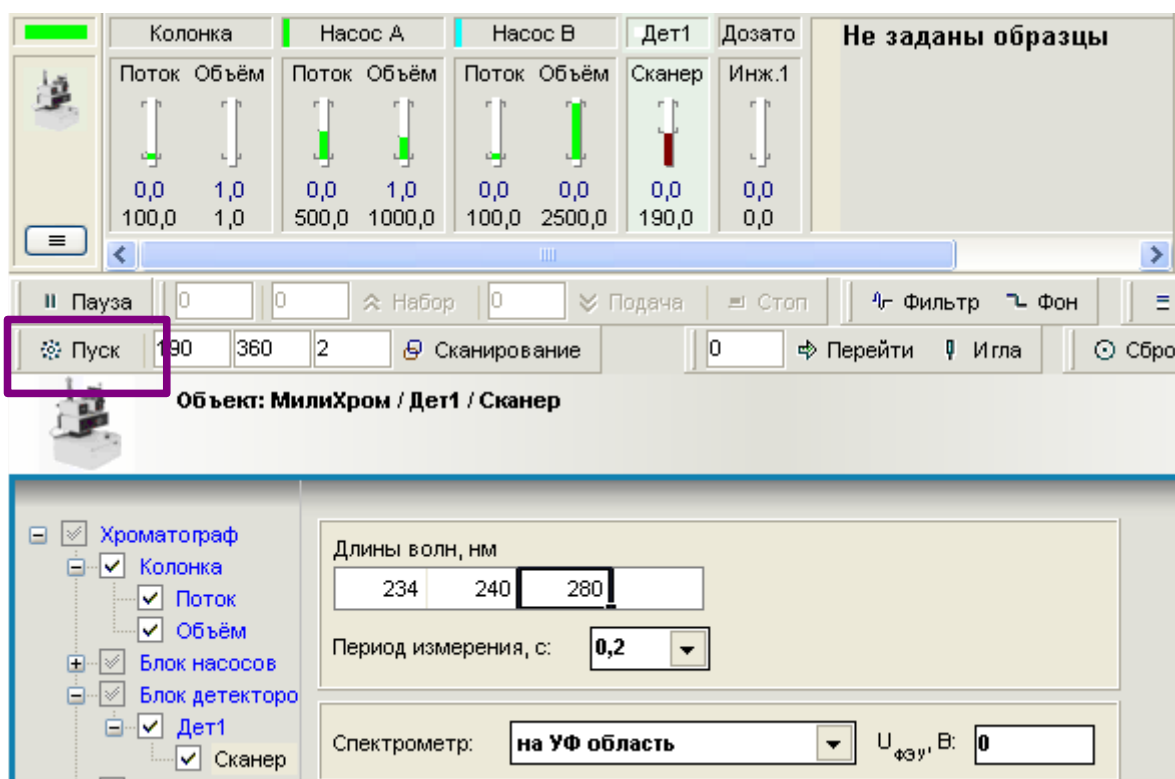 Колонка Насос А Насос В Дет1 Дозато Не заданы образцы
Поток Объём Поток Объём Поток Объём Сканер Инж.1
0,0 1,0 0,0 1,0 0,0 0,0 0,0 0,0
100,0 1,0 500,0 1000,0 100,0 2500,0 190,0 0,0
Пауза 0 0 Набор 0 Подача Стоп Фильтр Фон
Пуск 190 360 2 Сканирование 0 Перейти Игла Сбро
Объект: МилиХром / Дет1 / Сканер
Хроматограф
Колонка
Поток
Объём
Блок насосов
Блок детекторо
Дет1
Сканер
Длины волн, нм
234 240 280
Период измерения, с: 0,2
Спектрометр: на УФ область Uфэу, В: 0